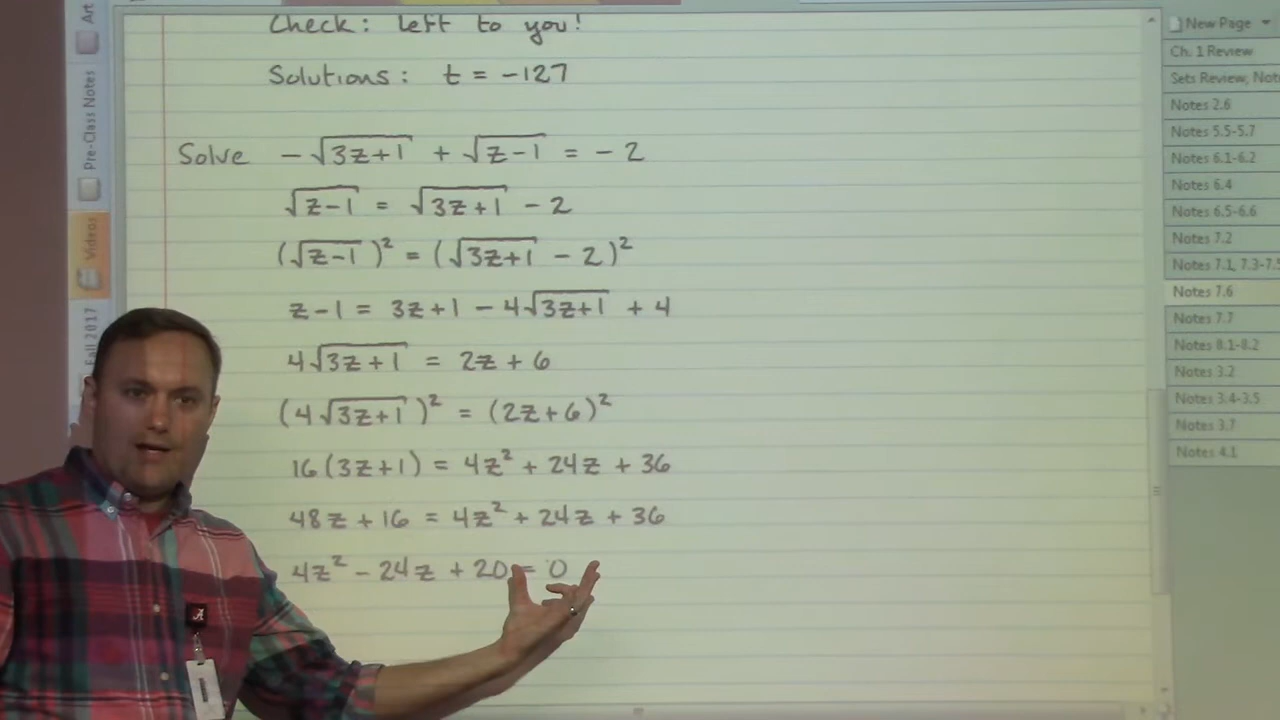 Art
Pre-Class Notes
Videos
Fall 2017
Check: Left to you!
Solutions: t = -127
Solve -√(3z+1) + √(z-1) = -2
√(z-1) = √(3z+1) - 2
(√(z-1))² = (√(3z+1) - 2)²
z-1 = 3z+1 - 4√(3z+1) + 4
4√(3z+1) = 2z + 6
(4√(3z+1))² = (2z+6)²
16(3z+1) = 4z² + 24z + 36
48z + 16 = 4z² + 24z + 36
4z² - 24z + 20 = 0
New Page
Ch. 1 Review
Sets Review, Not
Notes 2.6
Notes 5.5-5.7
Notes 6.1-6.2
Notes 6.4
Notes 6.5-6.6
Notes 7.2
Notes 7.1, 7.3-7.5
Notes 7.6
Notes 7.7
Notes 8.1-8.2
Notes 3.2
Notes 3.4-3.5
Notes 3.7
Notes 4.1
A